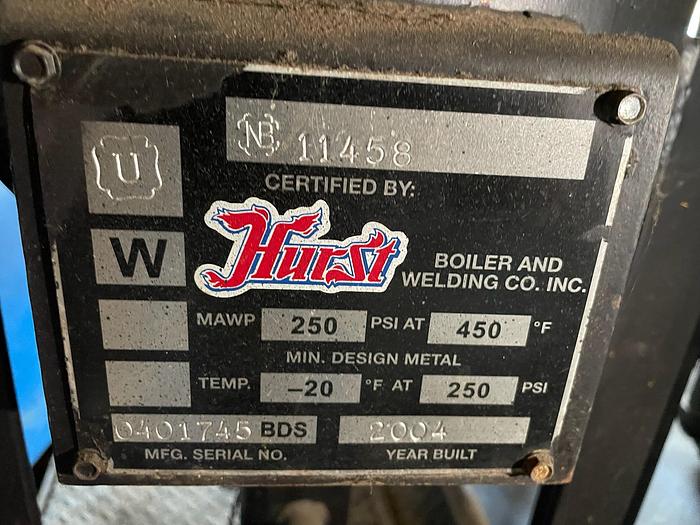 NB 11458
U
CERTIFIED BY:
W
Hurst
BOILER AND
WELDING CO. INC.
MAWP 250 PSI AT 450 °F
MIN. DESIGN METAL
TEMP. -20 °F AT 250 PSI
0401745 BDS 2004
MFG. SERIAL NO. YEAR BUILT